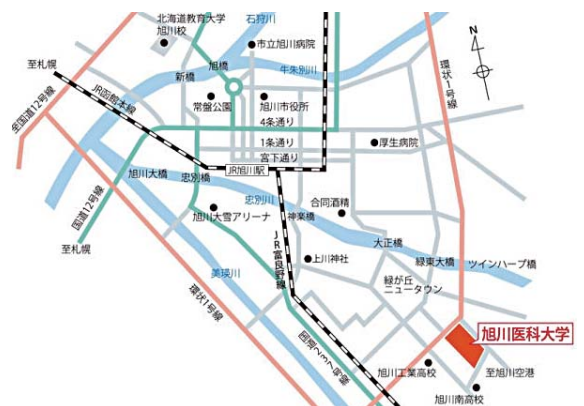 北海道教育大学
旭川校
石狩川
市立旭川病院
N
至札幌
新橋
旭橋
牛朱別川
環状1号線
JR函館本線
常盤公園
旭川市役所
至国道12号線
4条通り
1条通り
厚生病院
宮下通り
JR旭川駅
旭川大橋
忠別橋
国道12号線
忠別川
合同酒精
旭川大雪アリーナ
神楽橋
至札幌
大正橋
JR富良野線
上川神社
緑東大橋
ツインハープ橋
美瑛川
緑が丘
ニュータウン
環状1号線
国道237号線
旭川医科大学
旭川工業高校
至旭川空港
旭川南高校